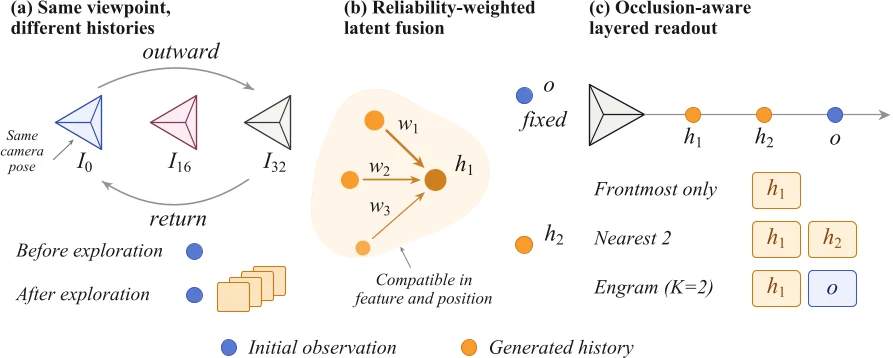 (a) Same viewpoint,
different histories
outward
Same
camera
pose
I0
I16
I32
return
Before exploration
After exploration
(b) Reliability-weighted
latent fusion
o
fixed
w1
w2
w3
h1
h2
Compatible in
feature and position
(c) Occlusion-aware
layered readout
h1
h2
o
Frontmost only
h1
Nearest 2
h1
h2
Engram (K=2)
h1
o
Initial observation
Generated history